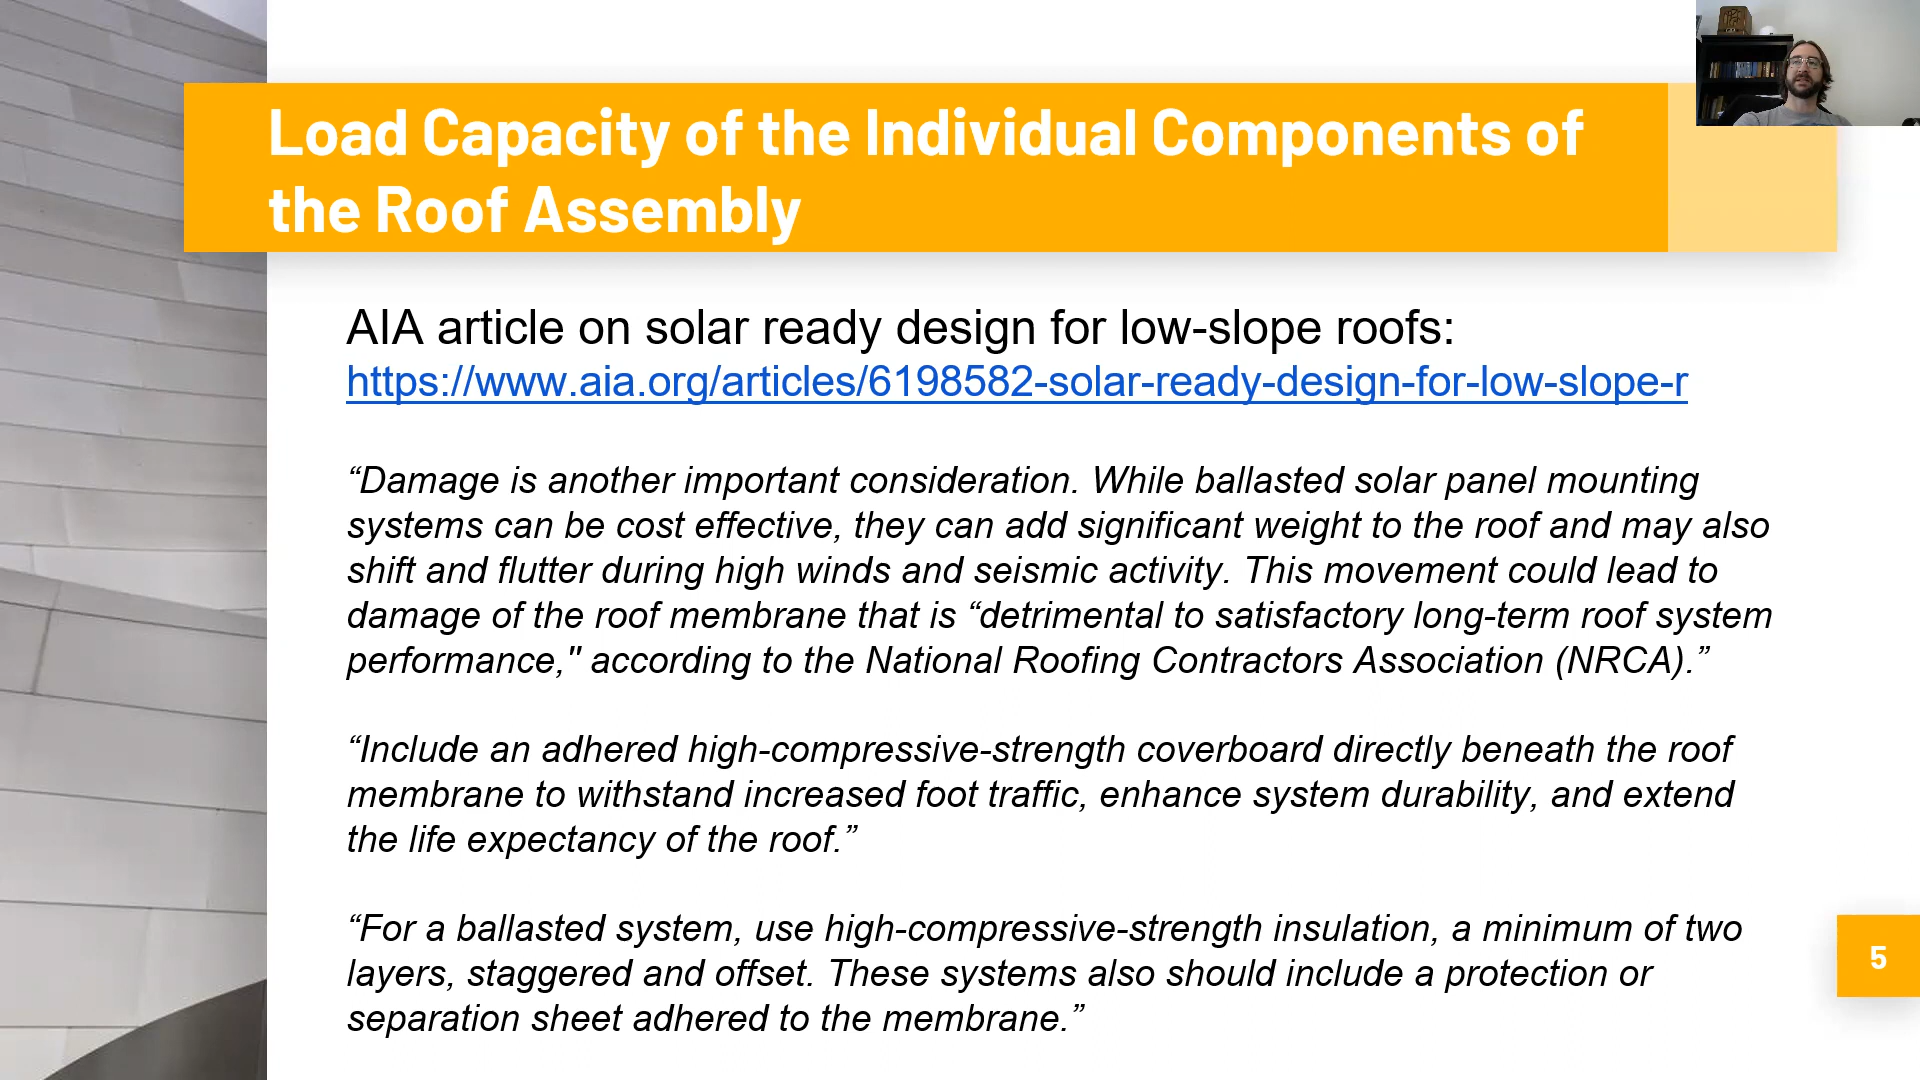 Load Capacity of the Individual Components of
the Roof Assembly
AIA article on solar ready design for low-slope roofs:
https://www.aia.org/articles/6198582-solar-ready-design-for-low-slope-r
“Damage is another important consideration. While ballasted solar panel mounting
systems can be cost effective, they can add significant weight to the roof and may also
shift and flutter during high winds and seismic activity. This movement could lead to
damage of the roof membrane that is “detrimental to satisfactory long-term roof system
performance," according to the National Roofing Contractors Association (NRCA).”
“Include an adhered high-compressive-strength coverboard directly beneath the roof
membrane to withstand increased foot traffic, enhance system durability, and extend
the life expectancy of the roof.”
“For a ballasted system, use high-compressive-strength insulation, a minimum of two
layers, staggered and offset. These systems also should include a protection or
separation sheet adhered to the membrane.”
5